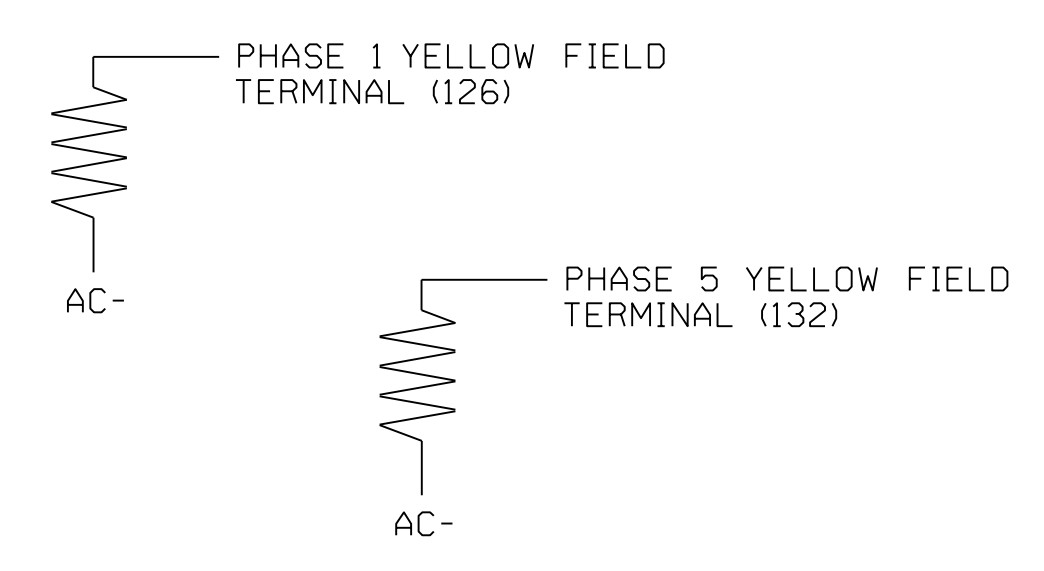 PHASE 1 YELLOW FIELD
TERMINAL (126)
AC-
PHASE 5 YELLOW FIELD
TERMINAL (132)
AC-